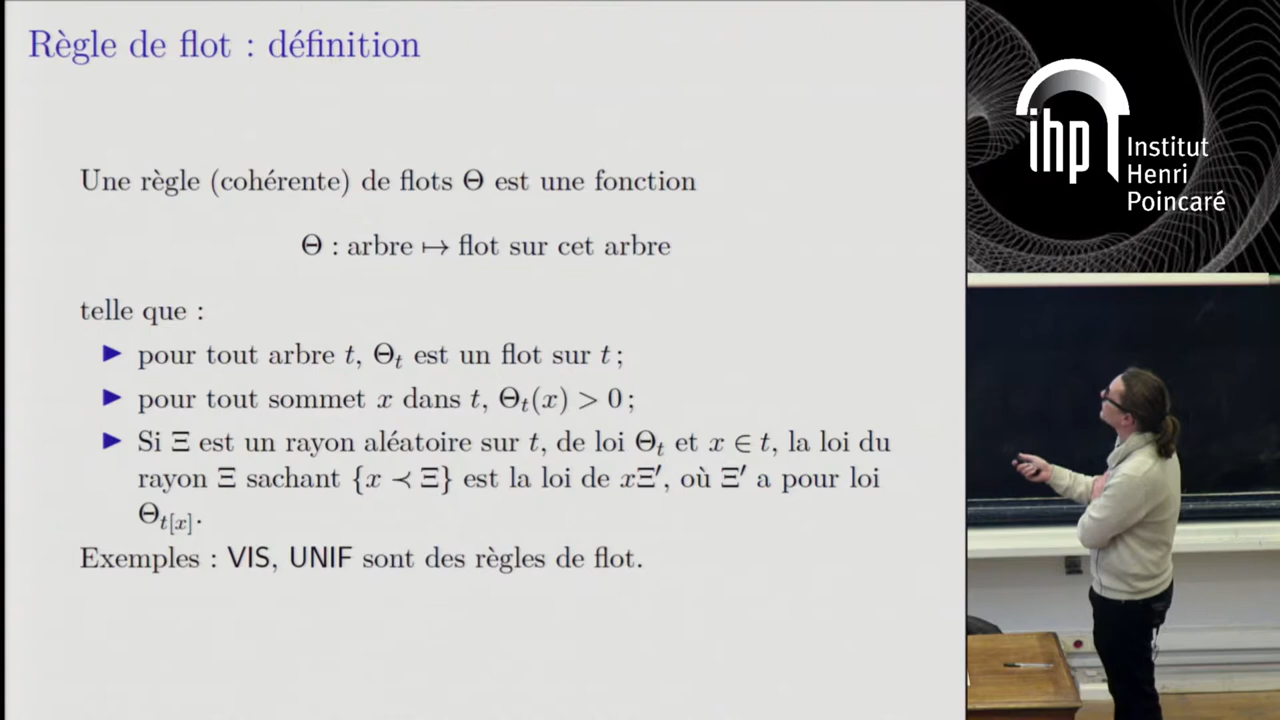 Règle de flot : définition
Une règle (cohérente) de flots Θ est une fonction
Θ : arbre ↦ flot sur cet arbre
telle que :
▶ pour tout arbre t, Θ_t est un flot sur t ;
▶ pour tout sommet x dans t, Θ_t(x) > 0 ;
▶ Si Ξ est un rayon aléatoire sur t, de loi Θ_t et x ∈ t, la loi du
rayon Ξ sachant {x ≺ Ξ} est la loi de xΞ′, où Ξ′ a pour loi
Θ_{t[x]}.
Exemples : VIS, UNIF sont des règles de flot.
ihp
Institut
Henri
Poincaré